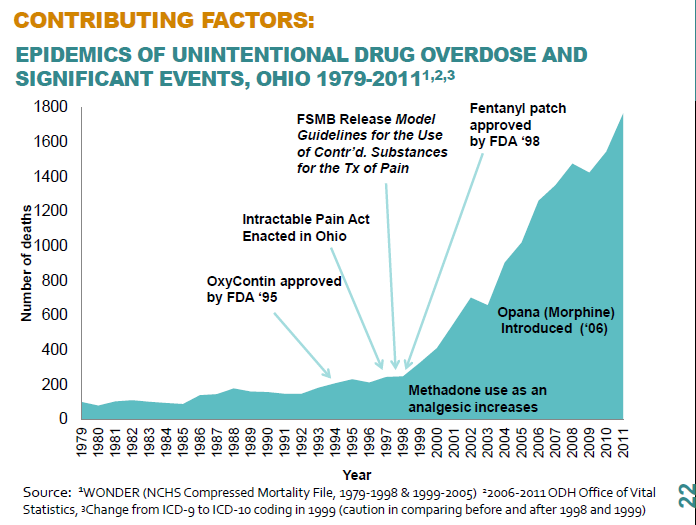 CONTRIBUTING FACTORS:
EPIDEMICS OF UNINTENTIONAL DRUG OVERDOSE AND
SIGNIFICANT EVENTS, OHIO 1979-2011¹,²,³
1800
1600
1400
1200
1000
800
600
400
200
0
Number of deaths
FSMB Release Model
Guidelines for the Use
of Contr'd. Substances
for the Tx of Pain
Fentanyl patch
approved
by FDA '98
Intractable Pain Act
Enacted in Ohio
OxyContin approved
by FDA '95
Opana (Morphine)
Introduced ('06)
Methadone use as an
analgesic increases
1979
1980
1981
1982
1983
1984
1985
1986
1987
1988
1989
1990
1991
1992
1993
1994
1995
1996
1997
1998
1999
2000
2001
2002
2003
2004
2005
2006
2007
2008
2009
2010
2011
Year
Source: ¹WONDER (NCHS Compressed Mortality File, 1979-1998 & 1999-2005) ²2006-2011 ODH Office of Vital
Statistics, ³Change from ICD-9 to ICD-10 coding in 1999 (caution in comparing before and after 1998 and 1999)
22